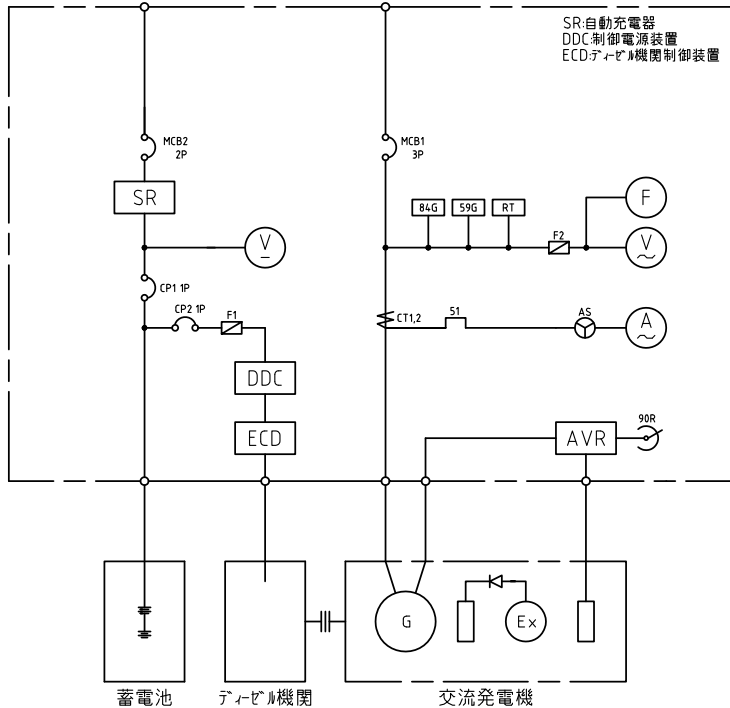 SR:自動充電器
DDC:制御電源装置
ECD:ディーゼル機関制御装置
MCB2
2P
MCB1
3P
SR
84G
59G
RT
F
F2
V
V
CP1 1P
CP2 1P
F1
CT1,2
51
AS
A
DDC
ECD
AVR
90R
G
Ex
蓄電池
ディーゼル機関
交流発電機